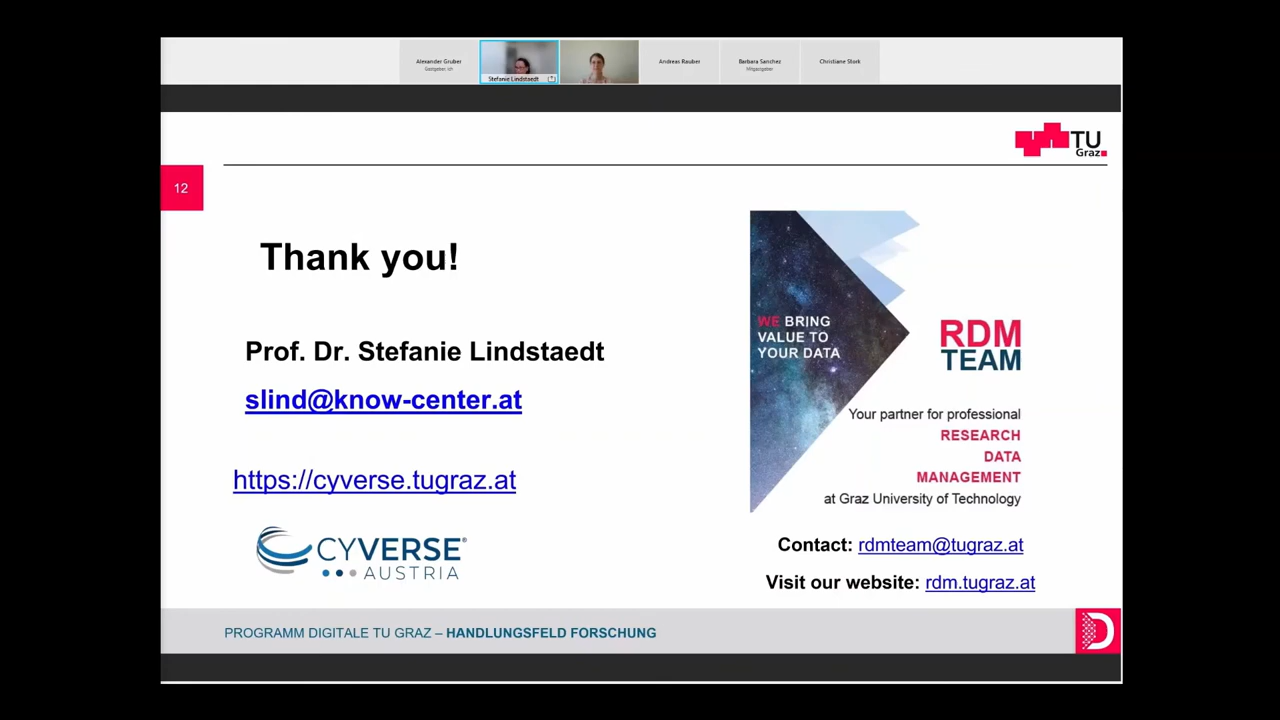 Alexander Gruber
Gastgeber, ich
Stefanie Lindstaedt
Andreas Rauber
Barbara Sanchez
Mitgastgeber
Christiane Stork
TU
Graz
12
Thank you!
Prof. Dr. Stefanie Lindstaedt
slind@know-center.at
https://cyverse.tugraz.at
CYVERSE®
AUSTRIA
WE BRING
VALUE TO
YOUR DATA
RDM
TEAM
Your partner for professional
RESEARCH
DATA
MANAGEMENT
at Graz University of Technology
Contact: rdmteam@tugraz.at
Visit our website: rdm.tugraz.at
PROGRAMM DIGITALE TU GRAZ – HANDLUNGSFELD FORSCHUNG
D